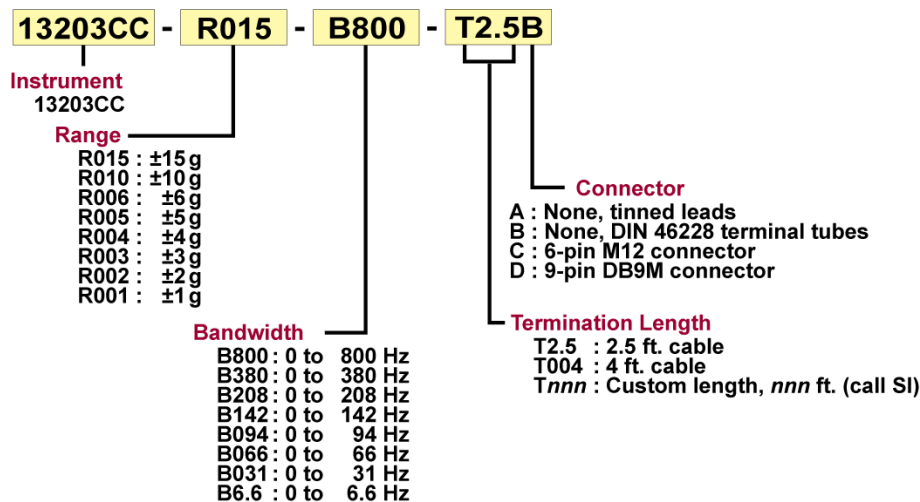 13203CC - R015 - B800 - T2.5B
Instrument
13203CC
Range
R015 : ±15 g
R010 : ±10 g
R006 : ±6 g
R005 : ±5 g
R004 : ±4 g
R003 : ±3 g
R002 : ±2 g
R001 : ±1 g
Connector
A : None, tinned leads
B : None, DIN 46228 terminal tubes
C : 6-pin M12 connector
D : 9-pin DB9M connector
Bandwidth
B800 : 0 to 800 Hz
B380 : 0 to 380 Hz
B208 : 0 to 208 Hz
B142 : 0 to 142 Hz
B094 : 0 to 94 Hz
B066 : 0 to 66 Hz
B031 : 0 to 31 Hz
B6.6 : 0 to 6.6 Hz
Termination Length
T2.5 : 2.5 ft. cable
T004 : 4 ft. cable
Tnnn : Custom length, nnn ft. (call SI)